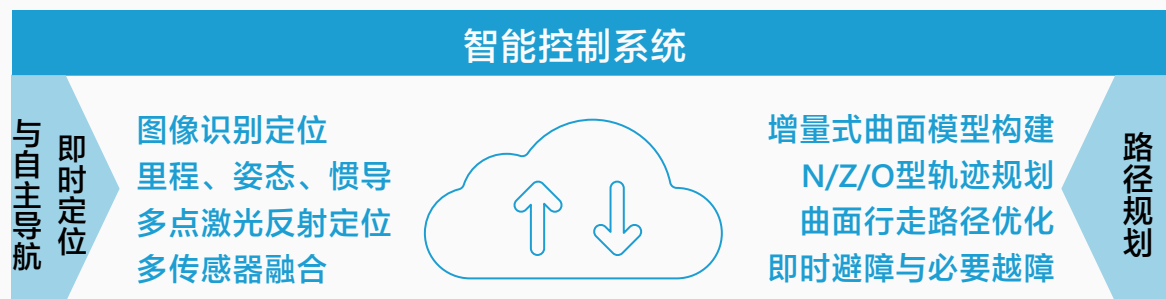 智能控制系统
即时定位
与自主导航
图像识别定位
里程、姿态、惯导
多点激光反射定位
多传感器融合
增量式曲面模型构建
N/Z/O型轨迹规划
曲面行走路径优化
即时避障与必要越障
路径规划